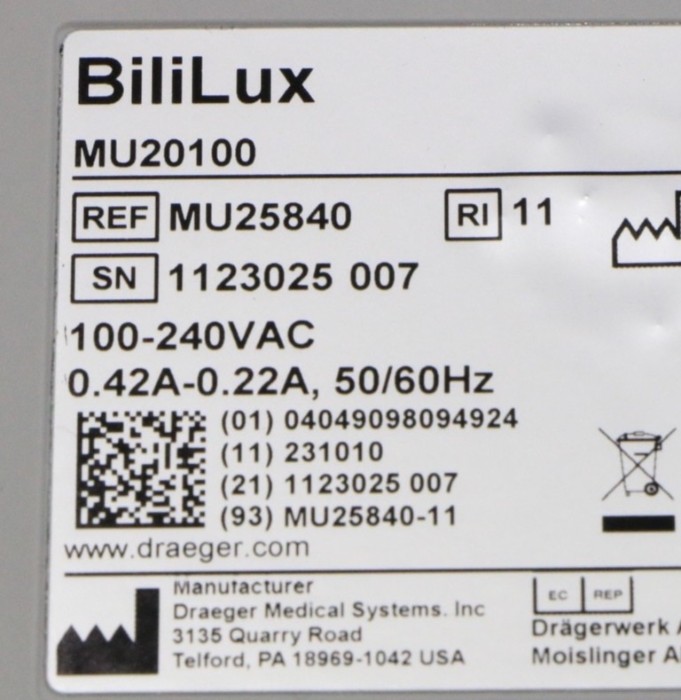 BiliLux
MU20100
REF MU25840 RI 11
SN 1123025 007
100-240VAC
0.42A-0.22A, 50/60Hz
(01) 04049098094924
(11) 231010
(21) 1123025 007
(93) MU25840-11
www.draeger.com
Manufacturer
Draeger Medical Systems. Inc
3135 Quarry Road
Telford, PA 18969-1042 USA
EC REP
Drägerwerk
Moislinger